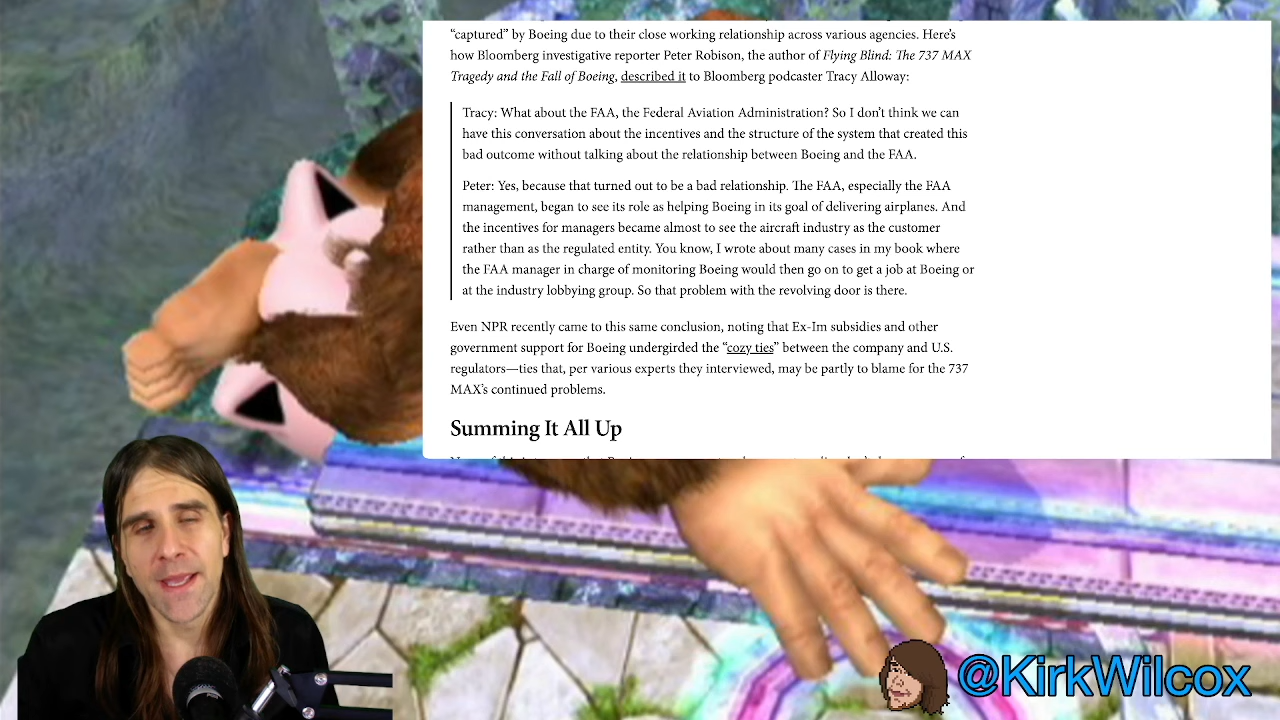 “captured” by Boeing due to their close working relationship across various agencies. Here’s
how Bloomberg investigative reporter Peter Robison, the author of Flying Blind: The 737 MAX
Tragedy and the Fall of Boeing, described it to Bloomberg podcaster Tracy Alloway:
Tracy: What about the FAA, the Federal Aviation Administration? So I don’t think we can
have this conversation about the incentives and the structure of the system that created this
bad outcome without talking about the relationship between Boeing and the FAA.
Peter: Yes, because that turned out to be a bad relationship. The FAA, especially the FAA
management, began to see its role as helping Boeing in its goal of delivering airplanes. And
the incentives for managers became almost to see the aircraft industry as the customer
rather than as the regulated entity. You know, I wrote about many cases in my book where
the FAA manager in charge of monitoring Boeing would then go on to get a job at Boeing or
at the industry lobbying group. So that problem with the revolving door is there.
Even NPR recently came to this same conclusion, noting that Ex-Im subsidies and other
government support for Boeing undergirded the “cozy ties” between the company and U.S.
regulators—ties that, per various experts they interviewed, may be partly to blame for the 737
MAX’s continued problems.
Summing It All Up
@KirkWilcox